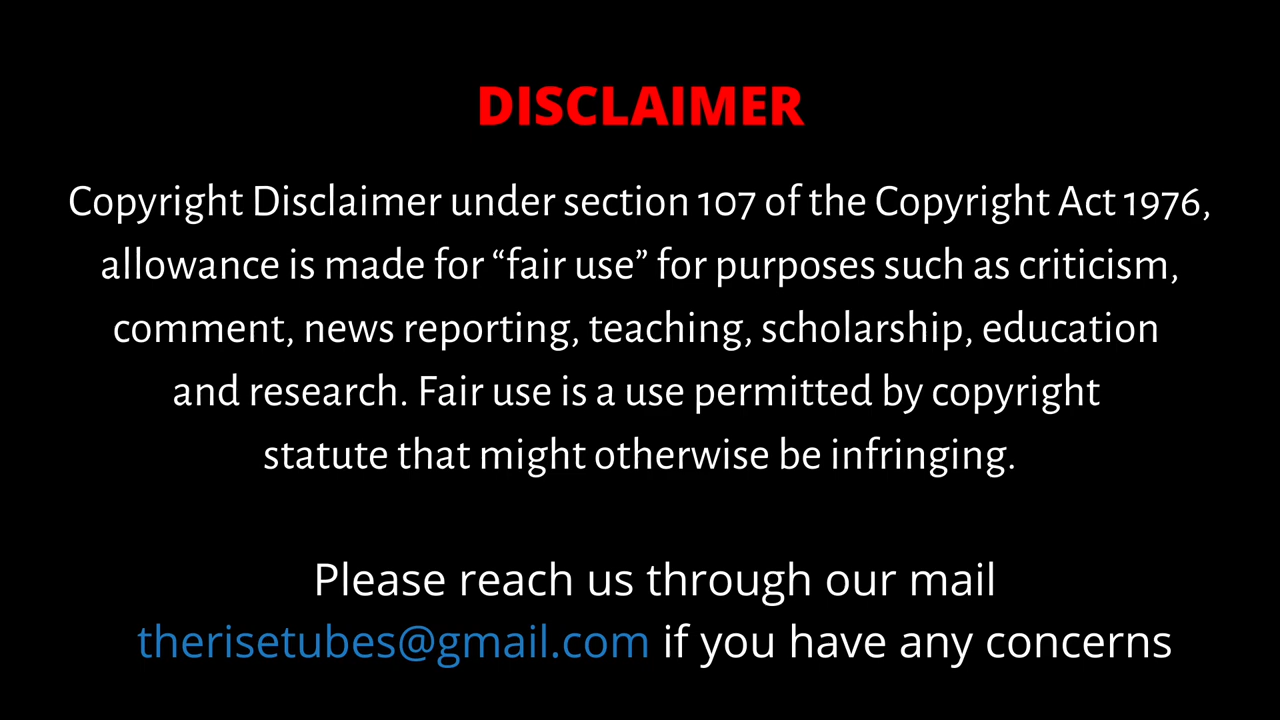 DISCLAIMER
Copyright Disclaimer under section 107 of the Copyright Act 1976,
allowance is made for “fair use” for purposes such as criticism,
comment, news reporting, teaching, scholarship, education
and research. Fair use is a use permitted by copyright
statute that might otherwise be infringing.
Please reach us through our mail
therisetubes@gmail.com if you have any concerns